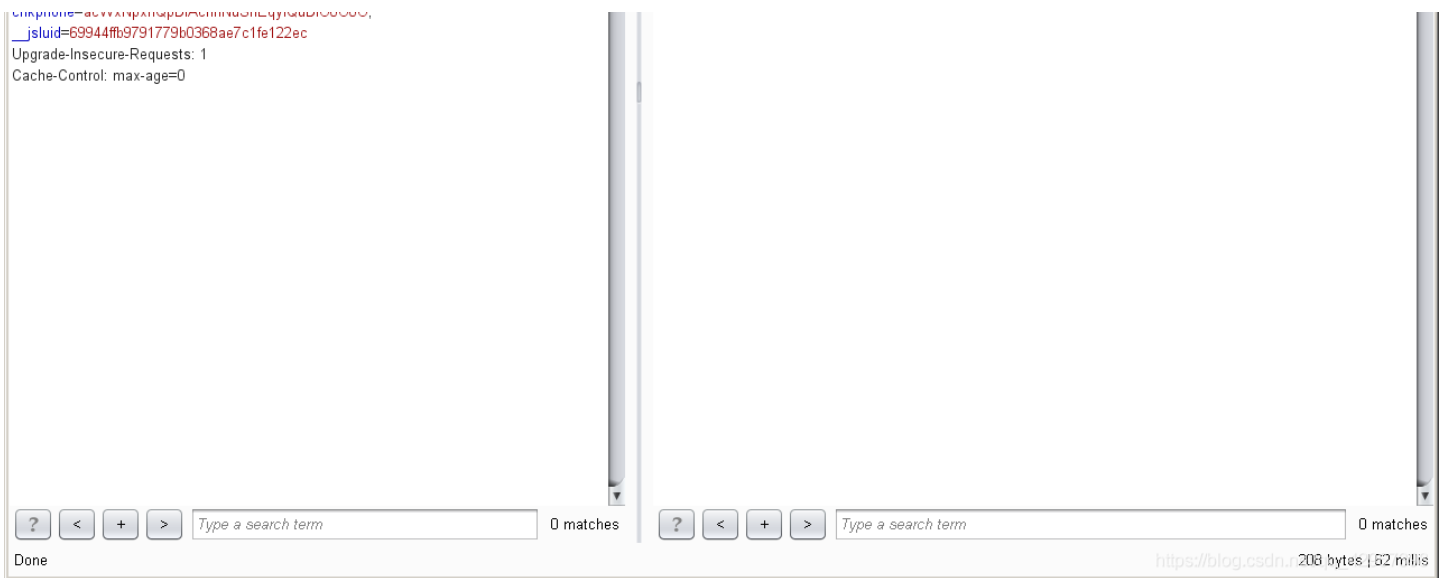 __jsluid=69944ffb9791779b0368ae7c1fe122ec
Upgrade-Insecure-Requests: 1
Cache-Control: max-age=0
? < + > Type a search term 0 matches
? < + > Type a search term 0 matches
Done
208 bytes | 62 millis